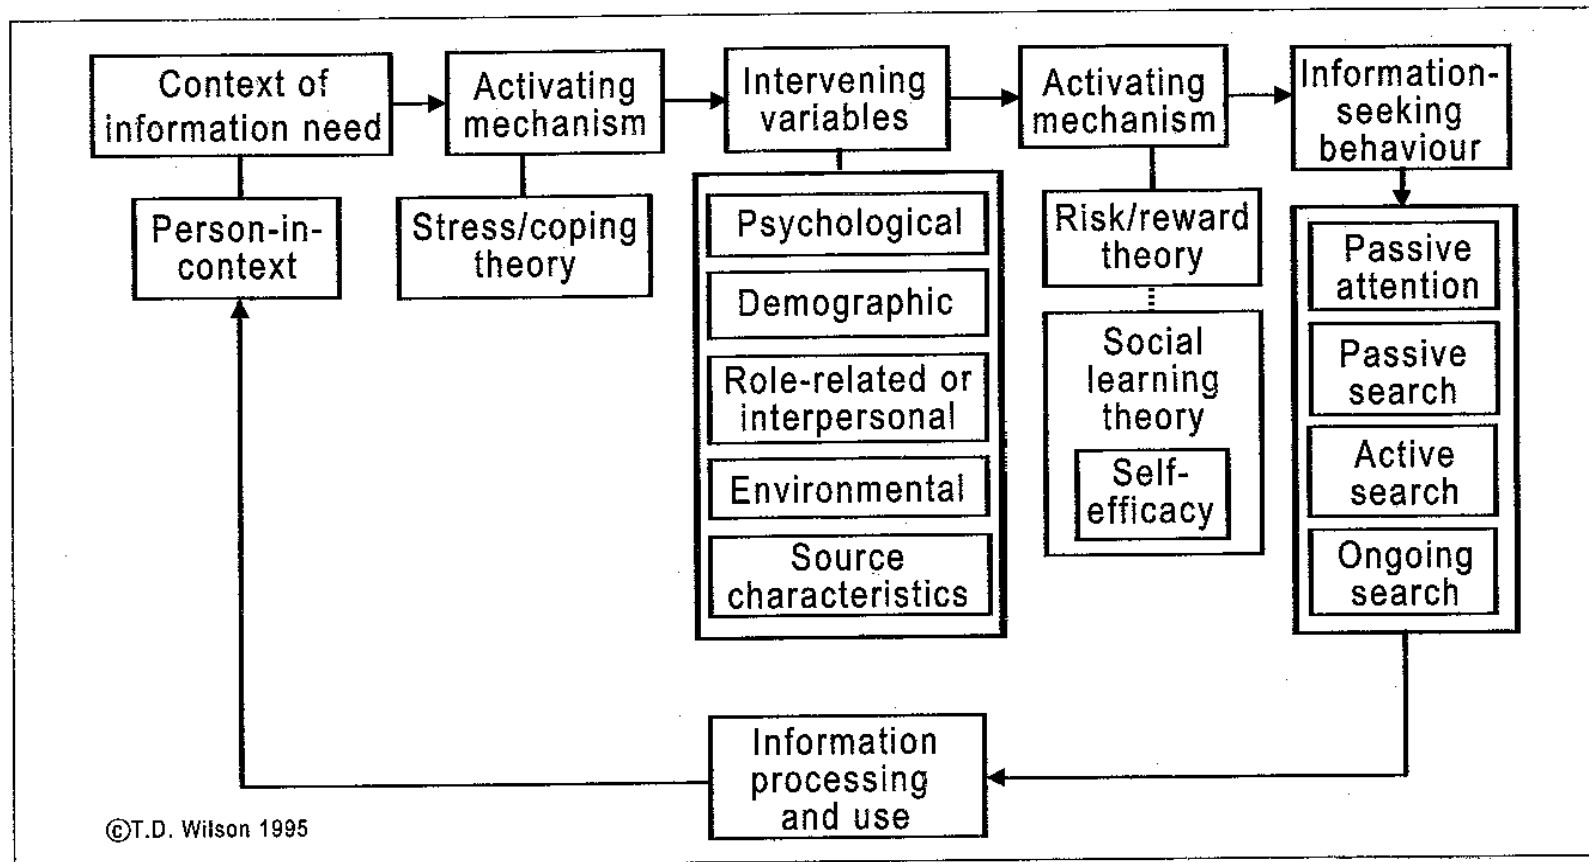 Context of
information need
Activating
mechanism
Intervening
variables
Activating
mechanism
Information-
seeking
behaviour
Person-in-
context
Stress/coping
theory
Psychological
Demographic
Role-related or
interpersonal
Environmental
Source
characteristics
Risk/reward
theory
Social
learning
theory
Self-
efficacy
Passive
attention
Passive
search
Active
search
Ongoing
search
Information
processing
and use
©T.D. Wilson 1995